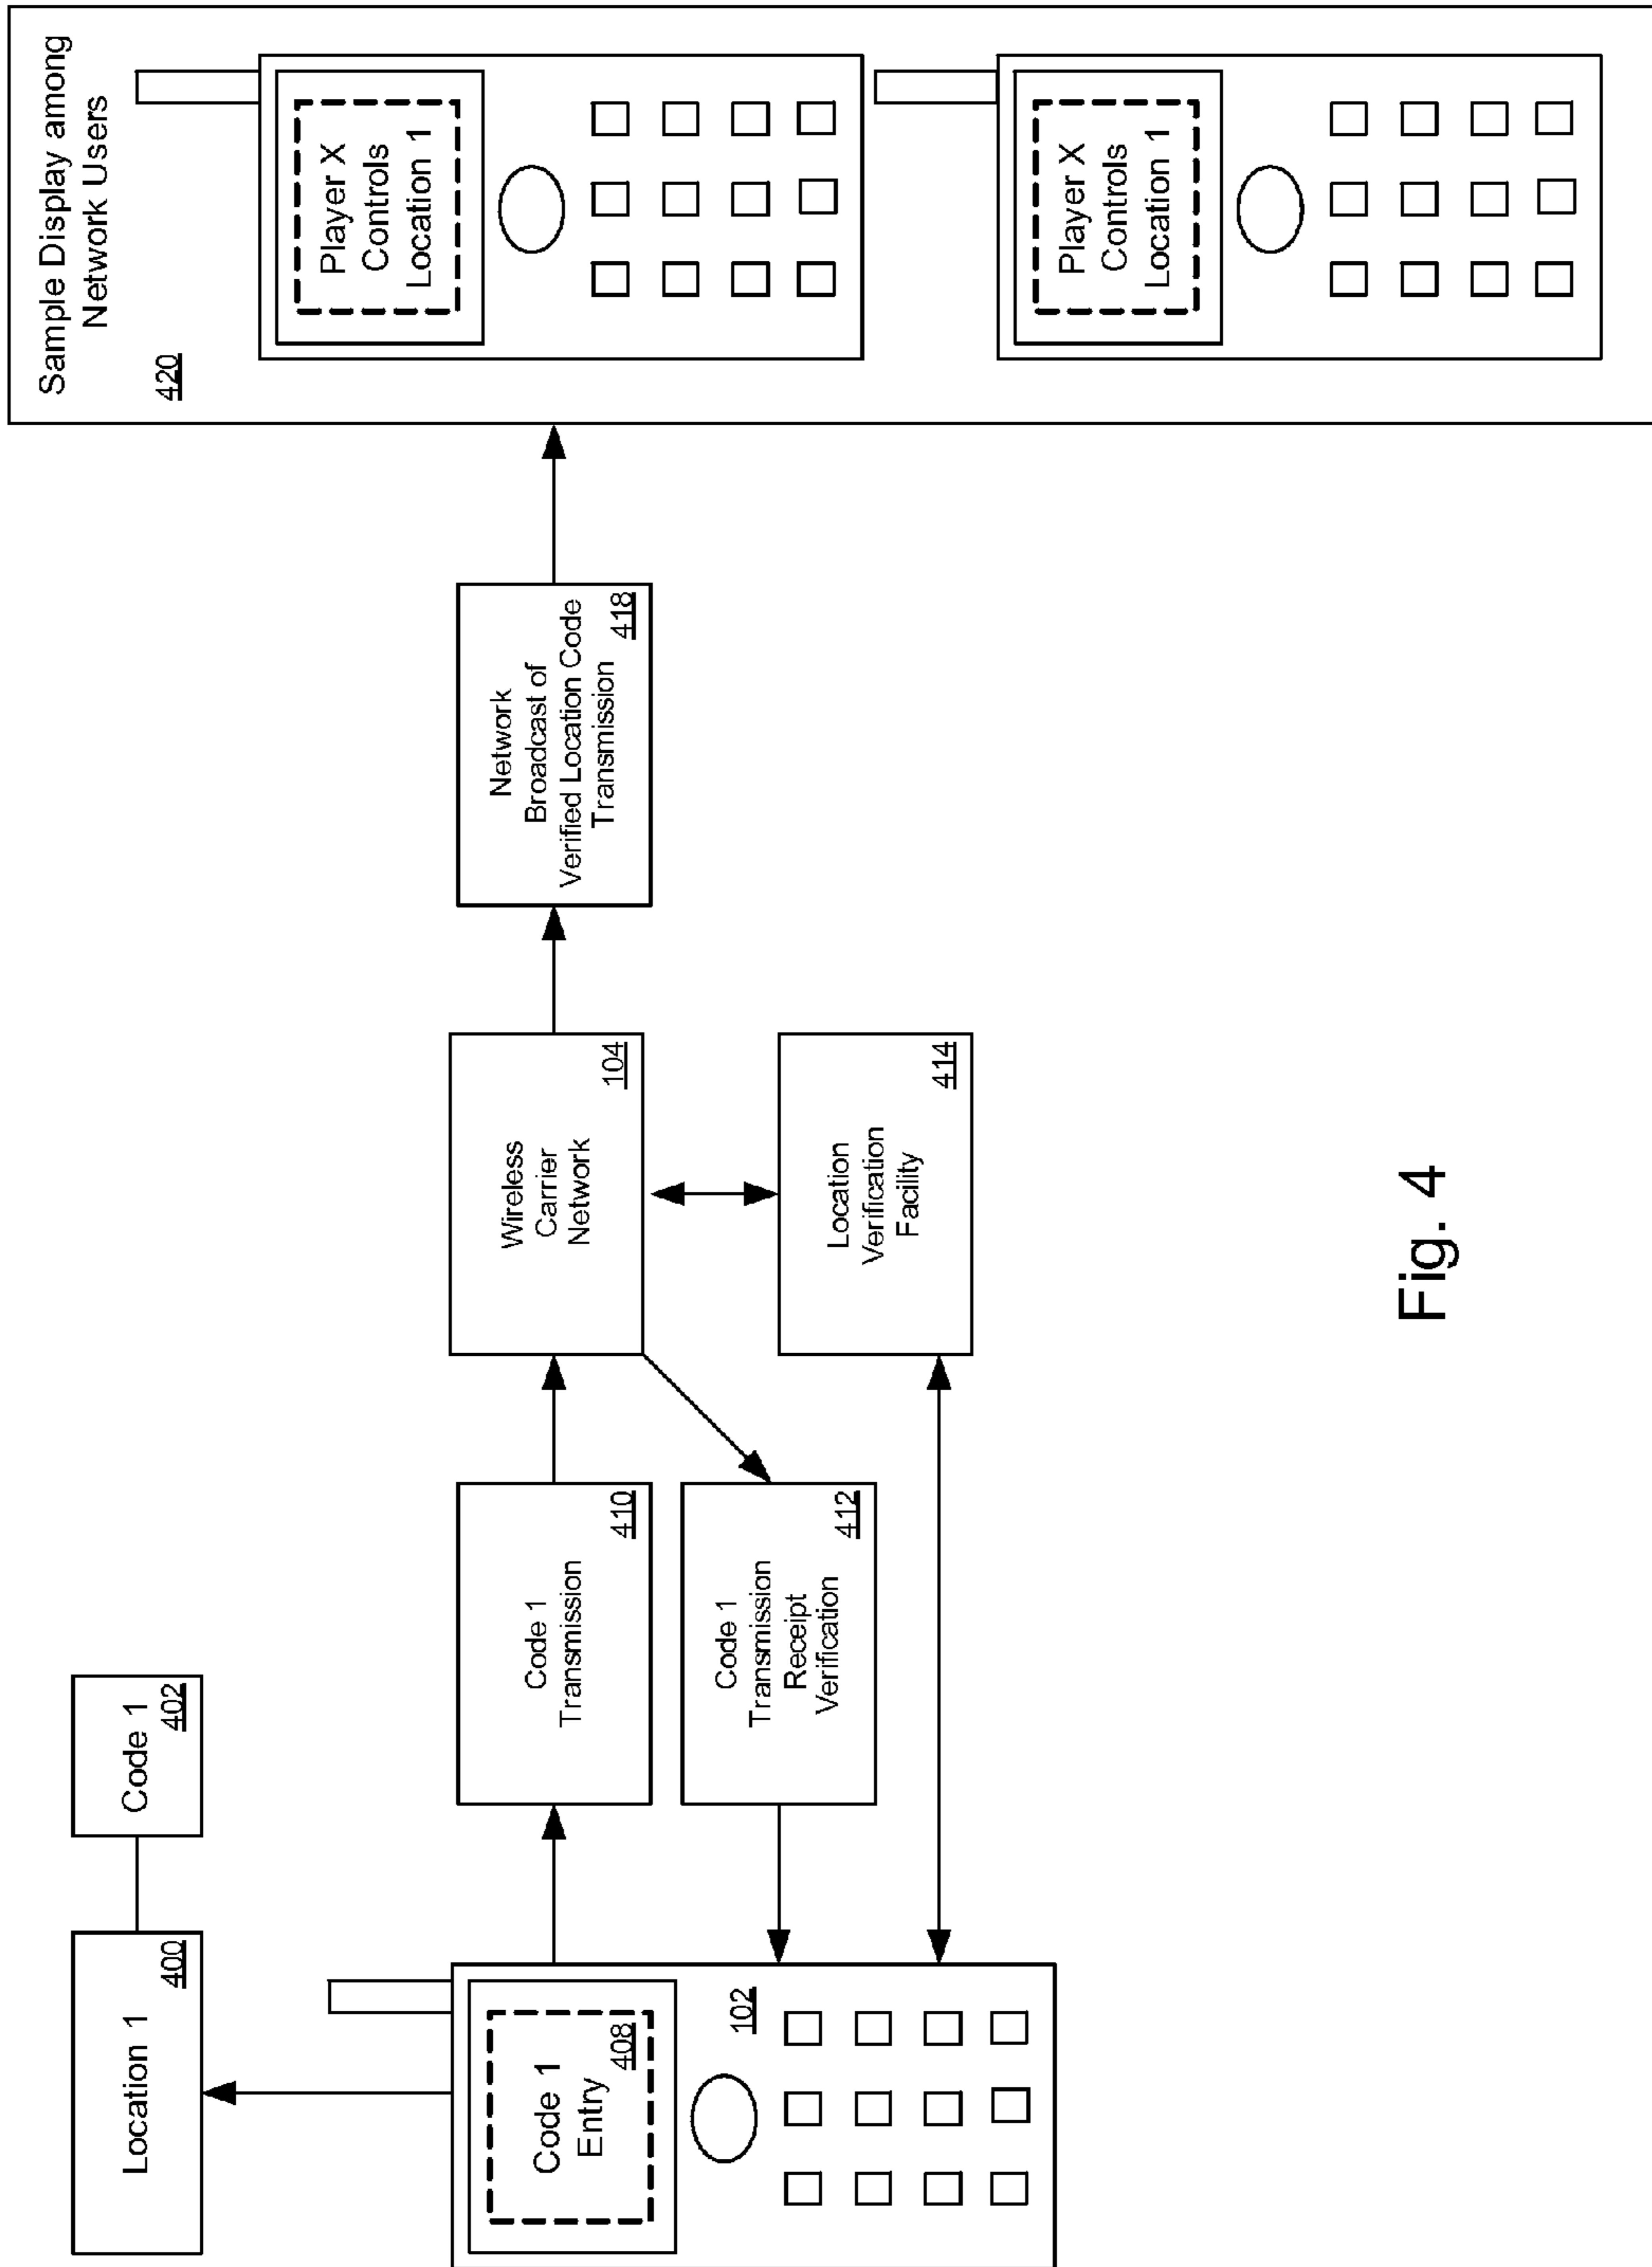 Location 1
400
Code 1
402
Code 1
Entry
408
102
Code 1
Transmission
410
Code 1
Transmission
Receipt
Verification
412
Wireless
Carrier
Network
104
Location
Verification
Facility
414
Network
Broadcast of
Verified Location Code
Transmission
418
Sample Display among
Network Users
420
Player X
Controls
Location 1
Player X
Controls
Location 1
Fig. 4